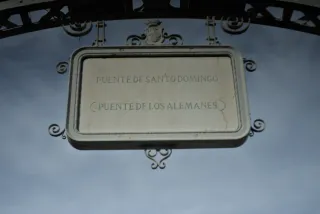 PUENTE DE SANTO DOMINGO
(PUENTE DE LOS ALEMANES)